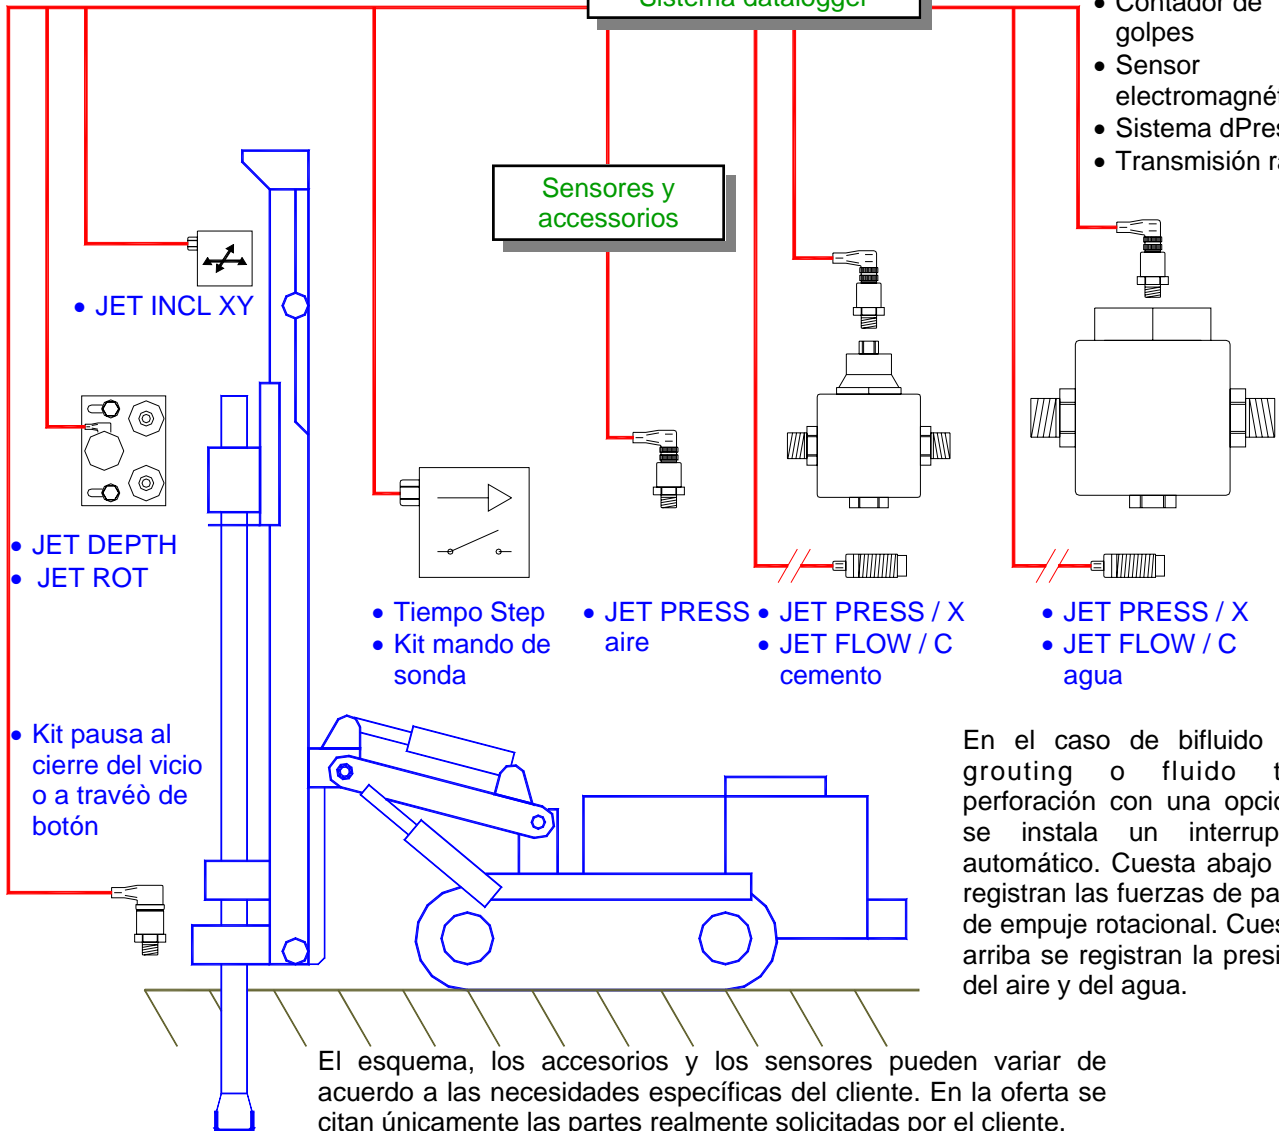 Sistema datalogger
• Contador de
golpes
• Sensor
• Sistema
• Transmisión
Sensores y
accessorios
• JET INCL XY
• JET DEPTH
• JET ROT
• Tiempo Step
• Kit mando de
sonda
• JET PRESS
aire
• JET PRESS / X
• JET FLOW / C
cemento
• JET PRESS / X
• JET FLOW / C
agua
• Kit pausa al
cierre del vicio
o a travéò de
botón
En el caso de bifluido
grouting o fluido
perforación con una
se instala un
automático. Cuesta abajo
registran las fuerzas de
de empuje rotacional.
arriba se registran la
del aire y del agua.
El esquema, los accesorios y los sensores pueden variar de
acuerdo a las necesidades específicas del cliente. En la oferta se
citan únicamente las partes realmente solicitadas por el cliente.